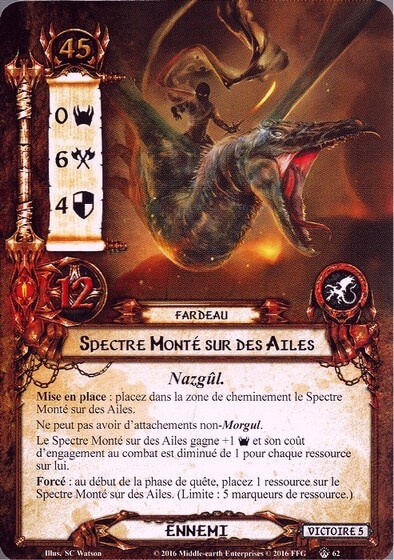 45
0
6
4
12
FARDEAU
SPECTRE MONTÉ SUR DES AILES
Nazgûl.
Mise en place : placez dans la zone de cheminement le Spectre
Monté sur des Ailes.
Ne peut pas avoir d'attachements non-Morgul.
Le Spectre Monté sur des Ailes gagne +1 et son coût
d'engagement au combat est diminué de 1 pour chaque ressource
sur lui.
Forcé : au début de la phase de quête, placez 1 ressource sur le
Spectre Monté sur des Ailes. (Limite : 5 marqueurs de ressource.)
ENNEMI
VICTOIRE 5
Illus. SC Watson
© 2016 Middle-earth Enterprises © 2016 FFG
62